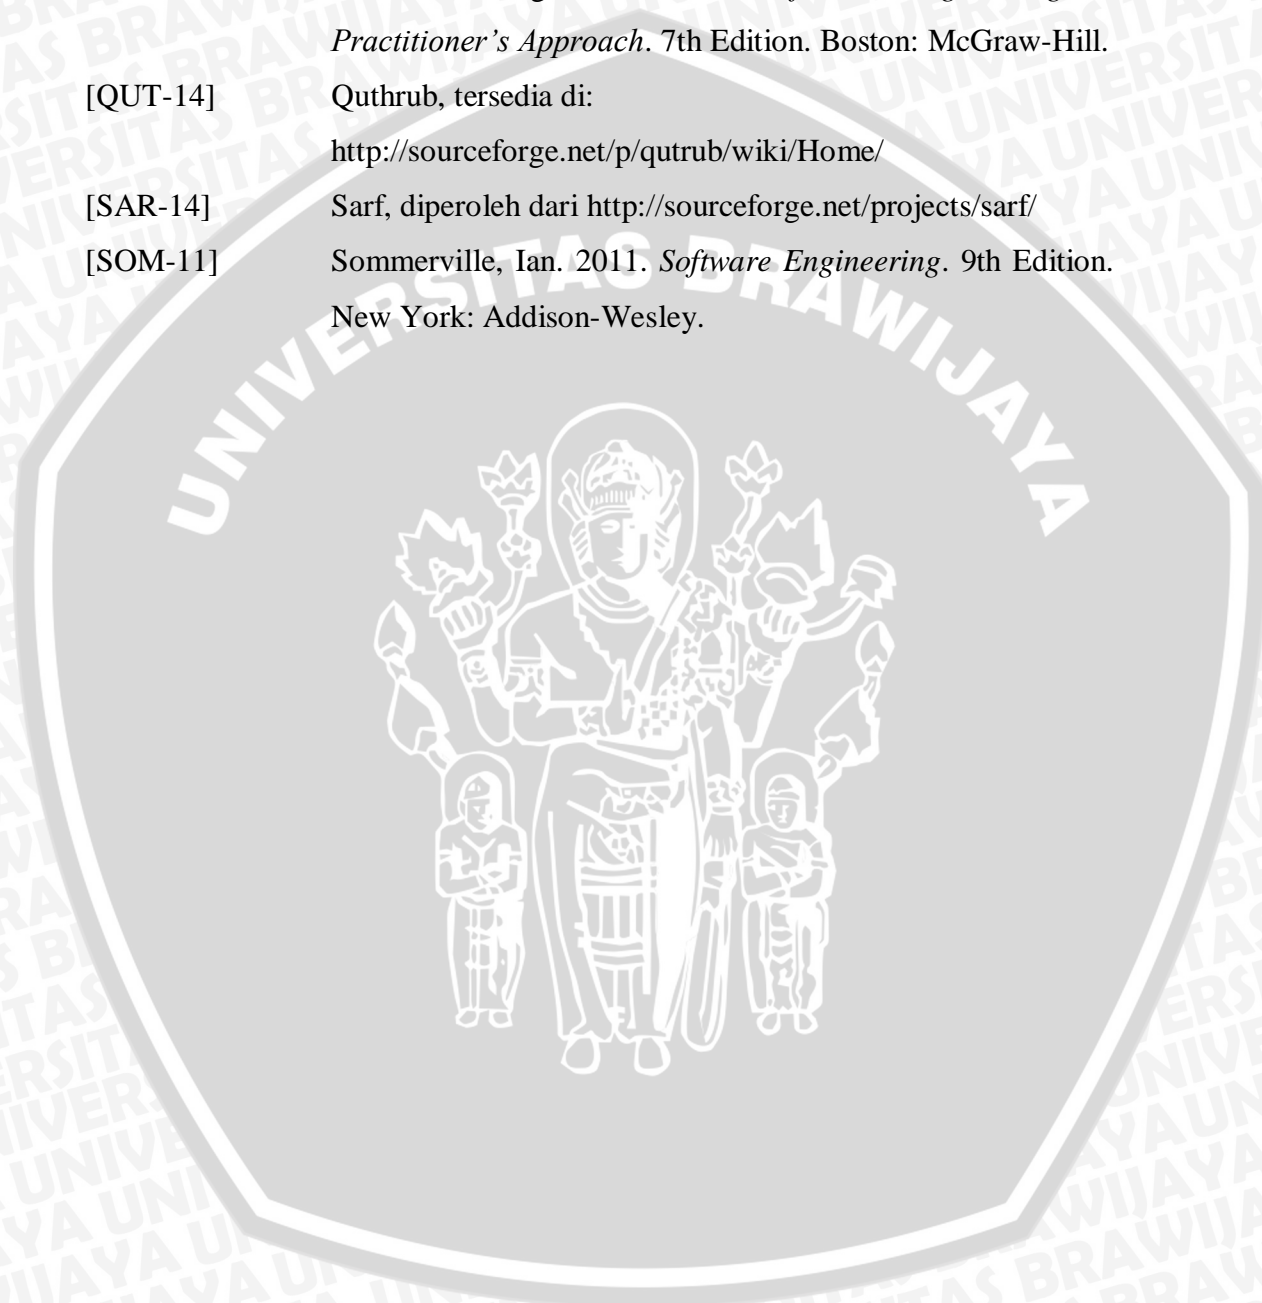 Practitioner’s Approach. 7th Edition. Boston: McGraw-Hill.
[QUT-14] Quthrub, tersedia di:
http://sourceforge.net/p/qutrub/wiki/Home/
[SAR-14] Sarf, diperoleh dari http://sourceforge.net/projects/sarf/
[SOM-11] Sommerville, Ian. 2011. Software Engineering. 9th Edition.
New York: Addison-Wesley.
UNIVERSITAS BRAWIJAYA